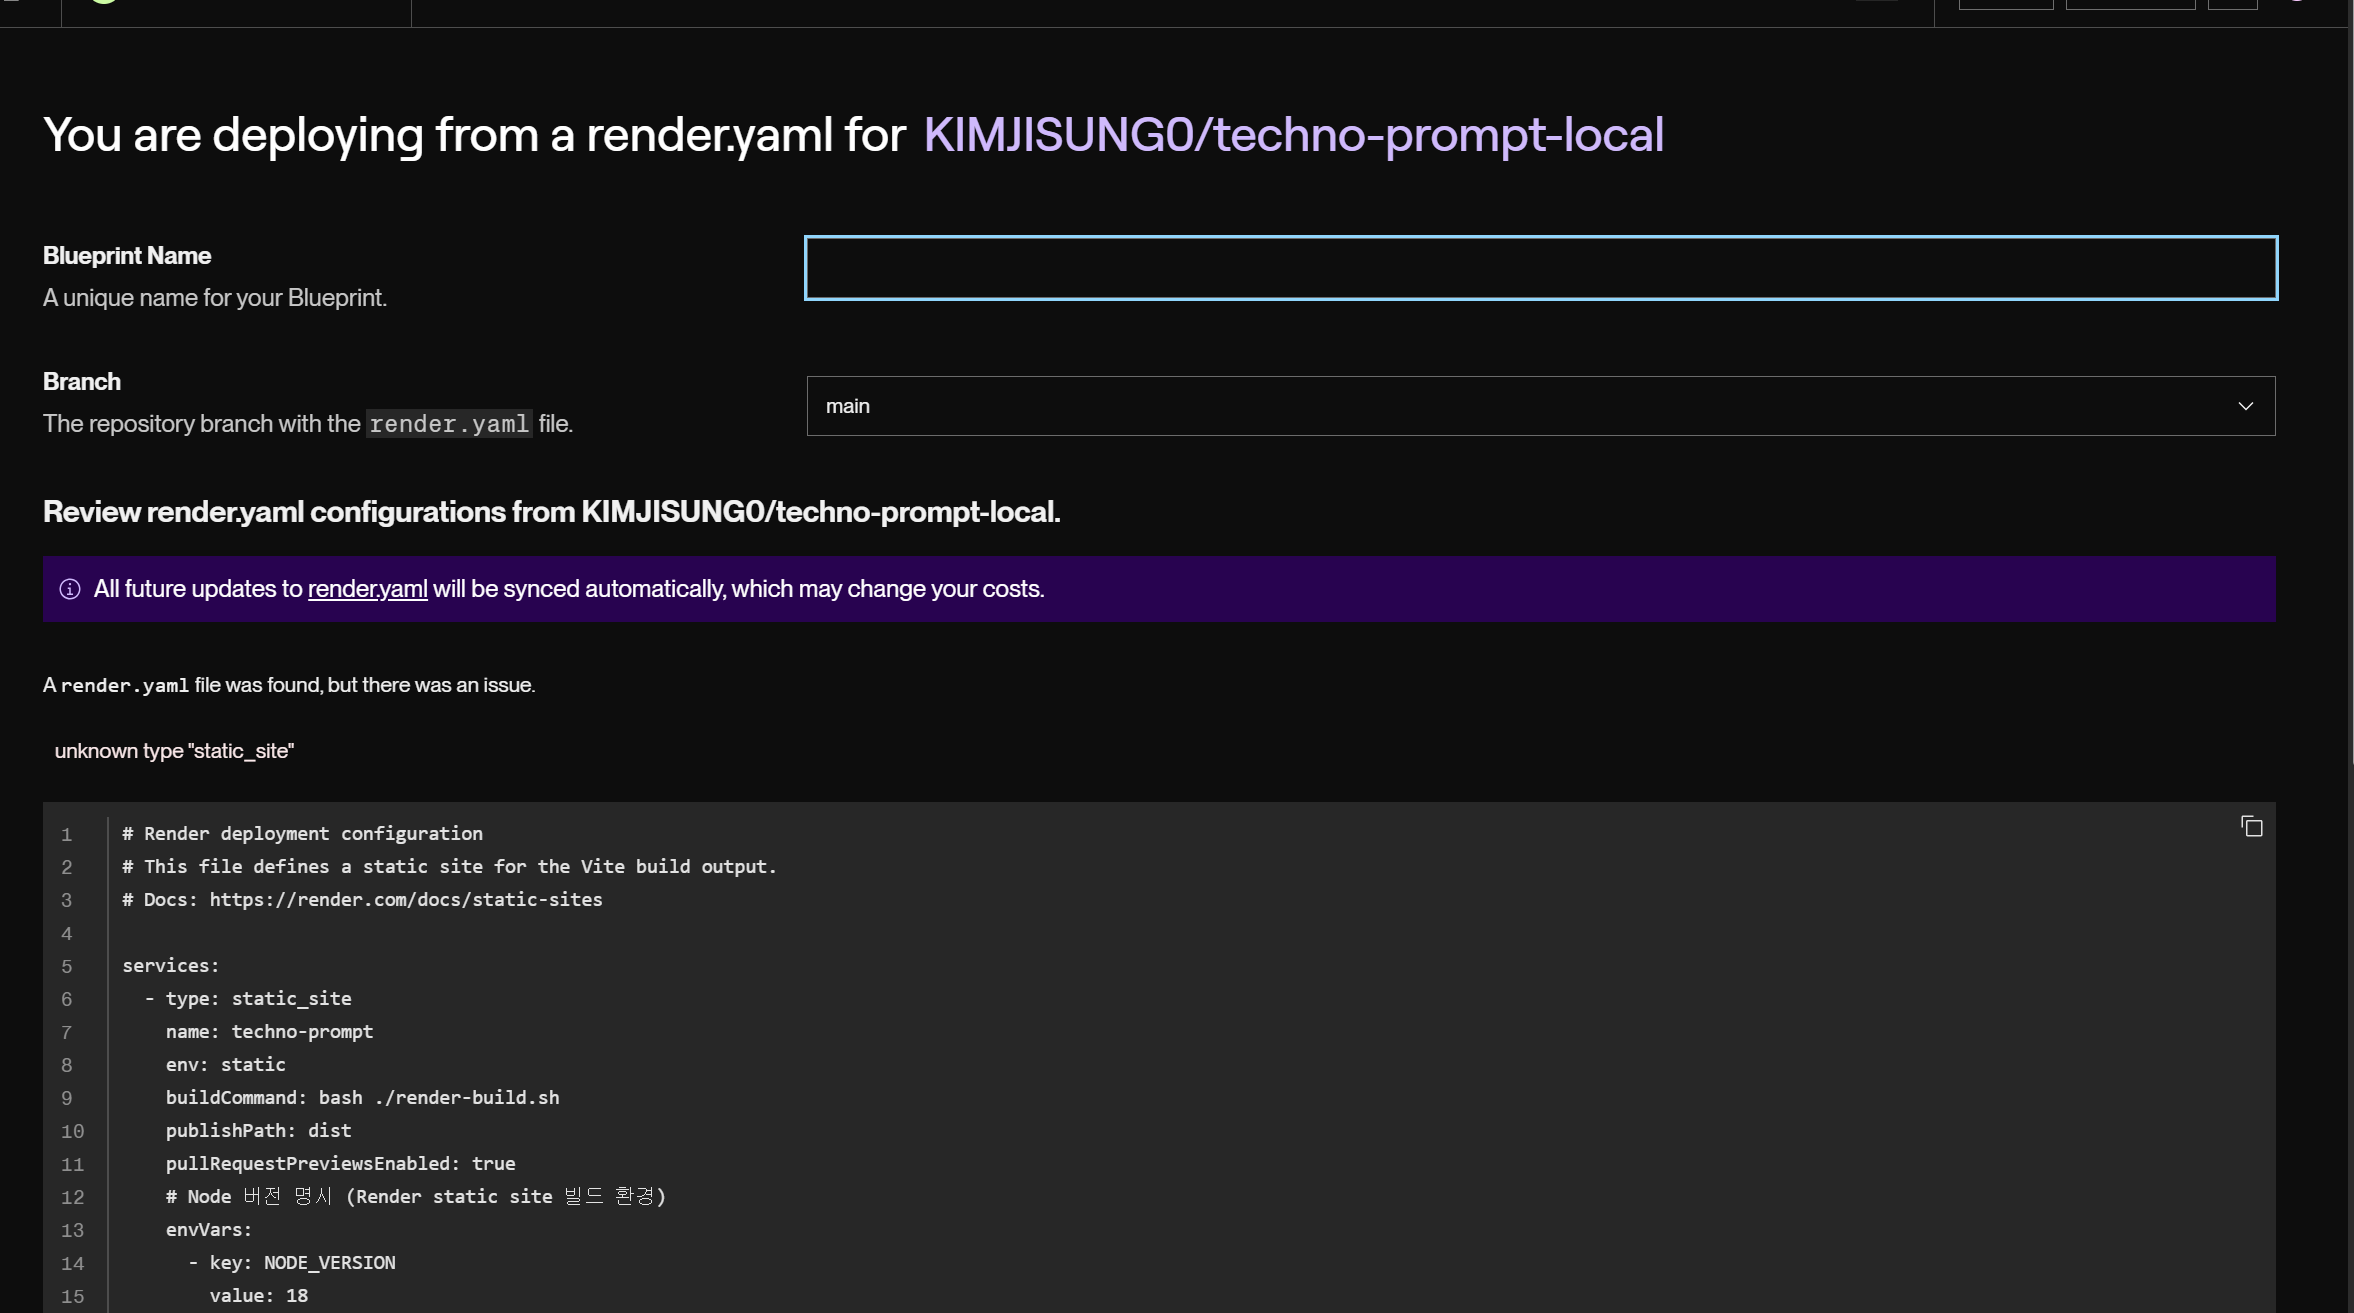 You are deploying from a render.yaml for KIMJISUNG0/techno-prompt-local
Blueprint Name
A unique name for your Blueprint.
Branch
The repository branch with the render.yaml file.
main
Review render.yaml configurations from KIMJISUNG0/techno-prompt-local.
All future updates to render.yaml will be synced automatically, which may change your costs.
A render.yaml file was found, but there was an issue.
unknown type "static_site"
1 # Render deployment configuration
2 # This file defines a static site for the Vite build output.
3 # Docs: https://render.com/docs/static-sites
4
5 services:
6   - type: static_site
7     name: techno-prompt
8     env: static
9     buildCommand: bash ./render-build.sh
10     publishPath: dist
11     pullRequestPreviewsEnabled: true
12     # Node 버전 명시 (Render static site 빌드 환경)
13     envVars:
14       - key: NODE_VERSION
15         value: 18